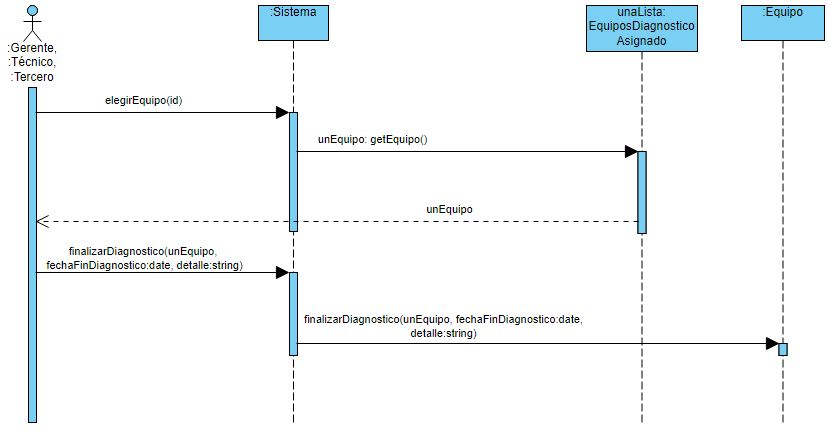 :Gerente,
:Técnico,
:Tercero
:Sistema
unaLista:
EquiposDiagnostico
Asignado
:Equipo
elegirEquipo(id)
unEquipo: getEquipo()
unEquipo
finalizarDiagnostico(unEquipo,
fechaFinDiagnostico:date, detalle:string)
finalizarDiagnostico(unEquipo, fechaFinDiagnostico:date,
detalle:string)